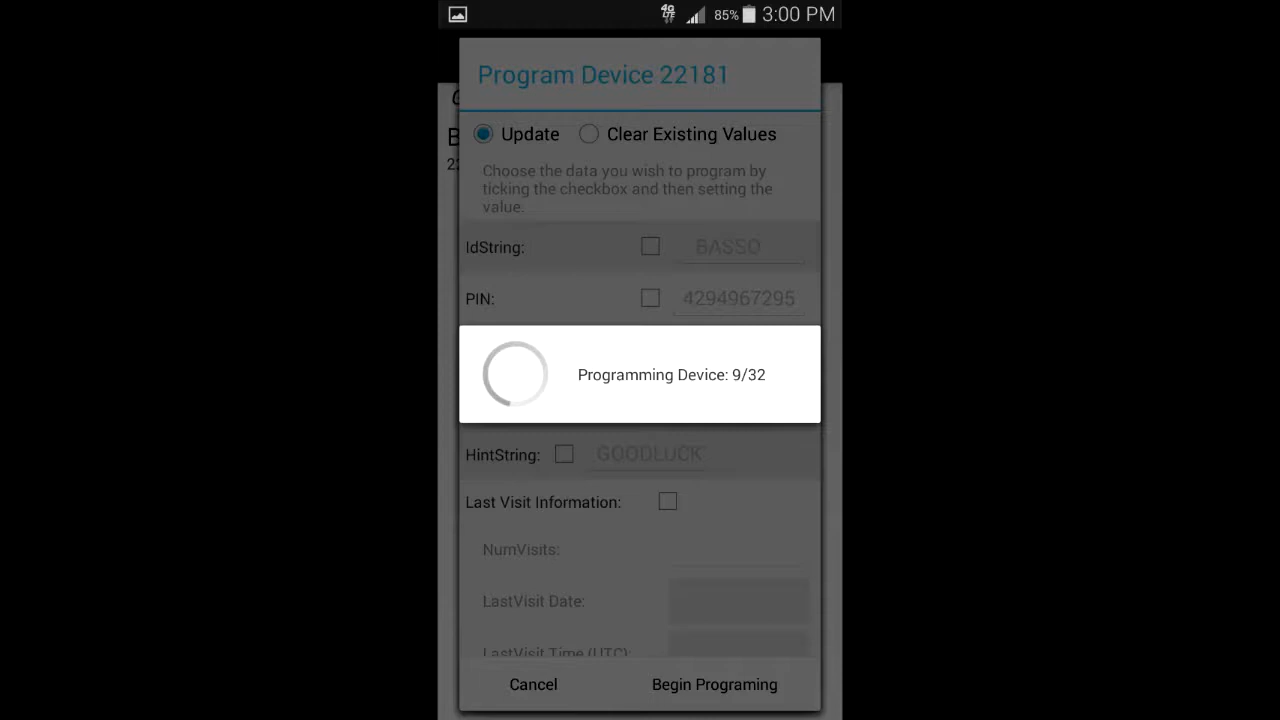 4G LTE 85% 3:00 PM
Program Device 22181
Update Clear Existing Values
Choose the data you wish to program by
ticking the checkbox and then setting the
value.
IdString: BASSO
PIN: 4294967295
Programming Device: 9/32
HintString: GOODLUCK
Last Visit Information:
NumVisits:
LastVisit Date:
LastVisit Time (UTC):
Cancel Begin Programing